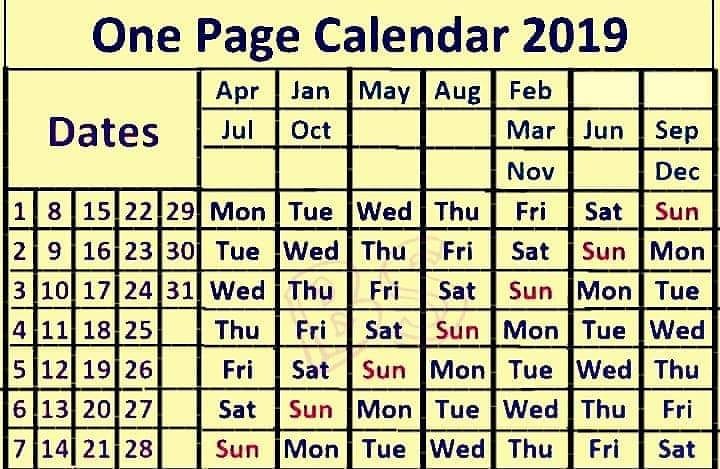 One Page Calendar 2019
Apr Jan May Aug Feb
Dates Jul Oct Mar Jun Sep
Nov Dec
1 8 15 22 29 Mon Tue Wed Thu Fri Sat Sun
2 9 16 23 30 Tue Wed Thu Fri Sat Sun Mon
3 10 17 24 31 Wed Thu Fri Sat Sun Mon Tue
4 11 18 25 Thu Fri Sat Sun Mon Tue Wed
5 12 19 26 Fri Sat Sun Mon Tue Wed Thu
6 13 20 27 Sat Sun Mon Tue Wed Thu Fri
7 14 21 28 Sun Mon Tue Wed Thu Fri Sat